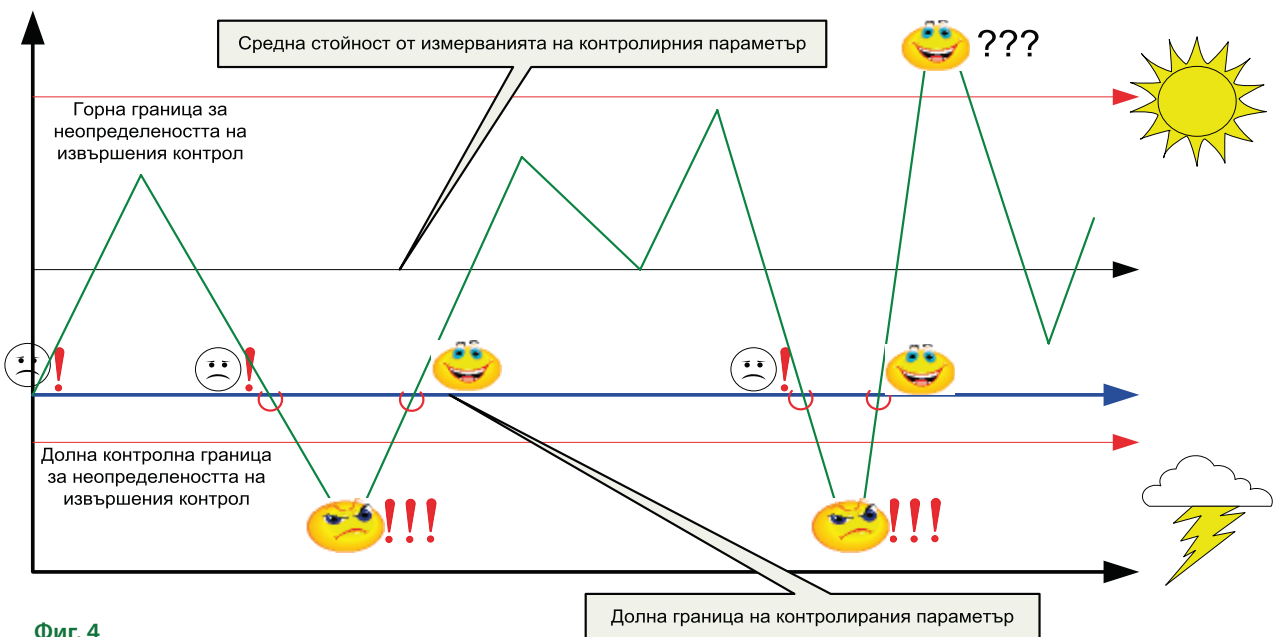 Средна стойност от измерванията на контролирния параметър
???
Горна граница за
неопределеността на
извършения контрол
!
!
!
Долна контролна граница
за неопределеността на
извършения контрол
!!!
!!!
Долна граница на контролирания параметър
Фиг. 4